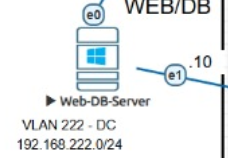 WEB/DB
e0
.10
e1
Web-DB-Server
VLAN 222 - DC
192.168.222.0/24